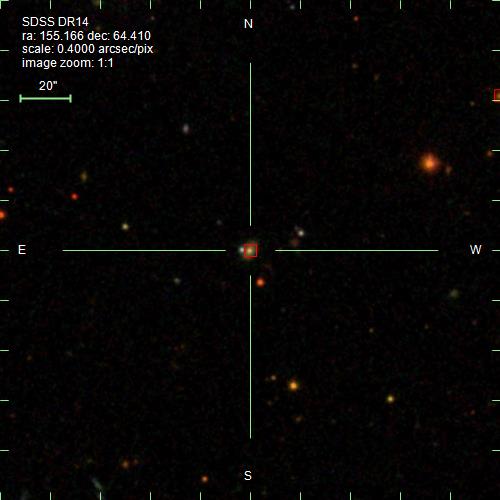 SDSS DR14
ra: 155.166 dec: 64.410
scale: 0.4000 arcsec/pix
image zoom: 1:1
20"
N
E
W
S